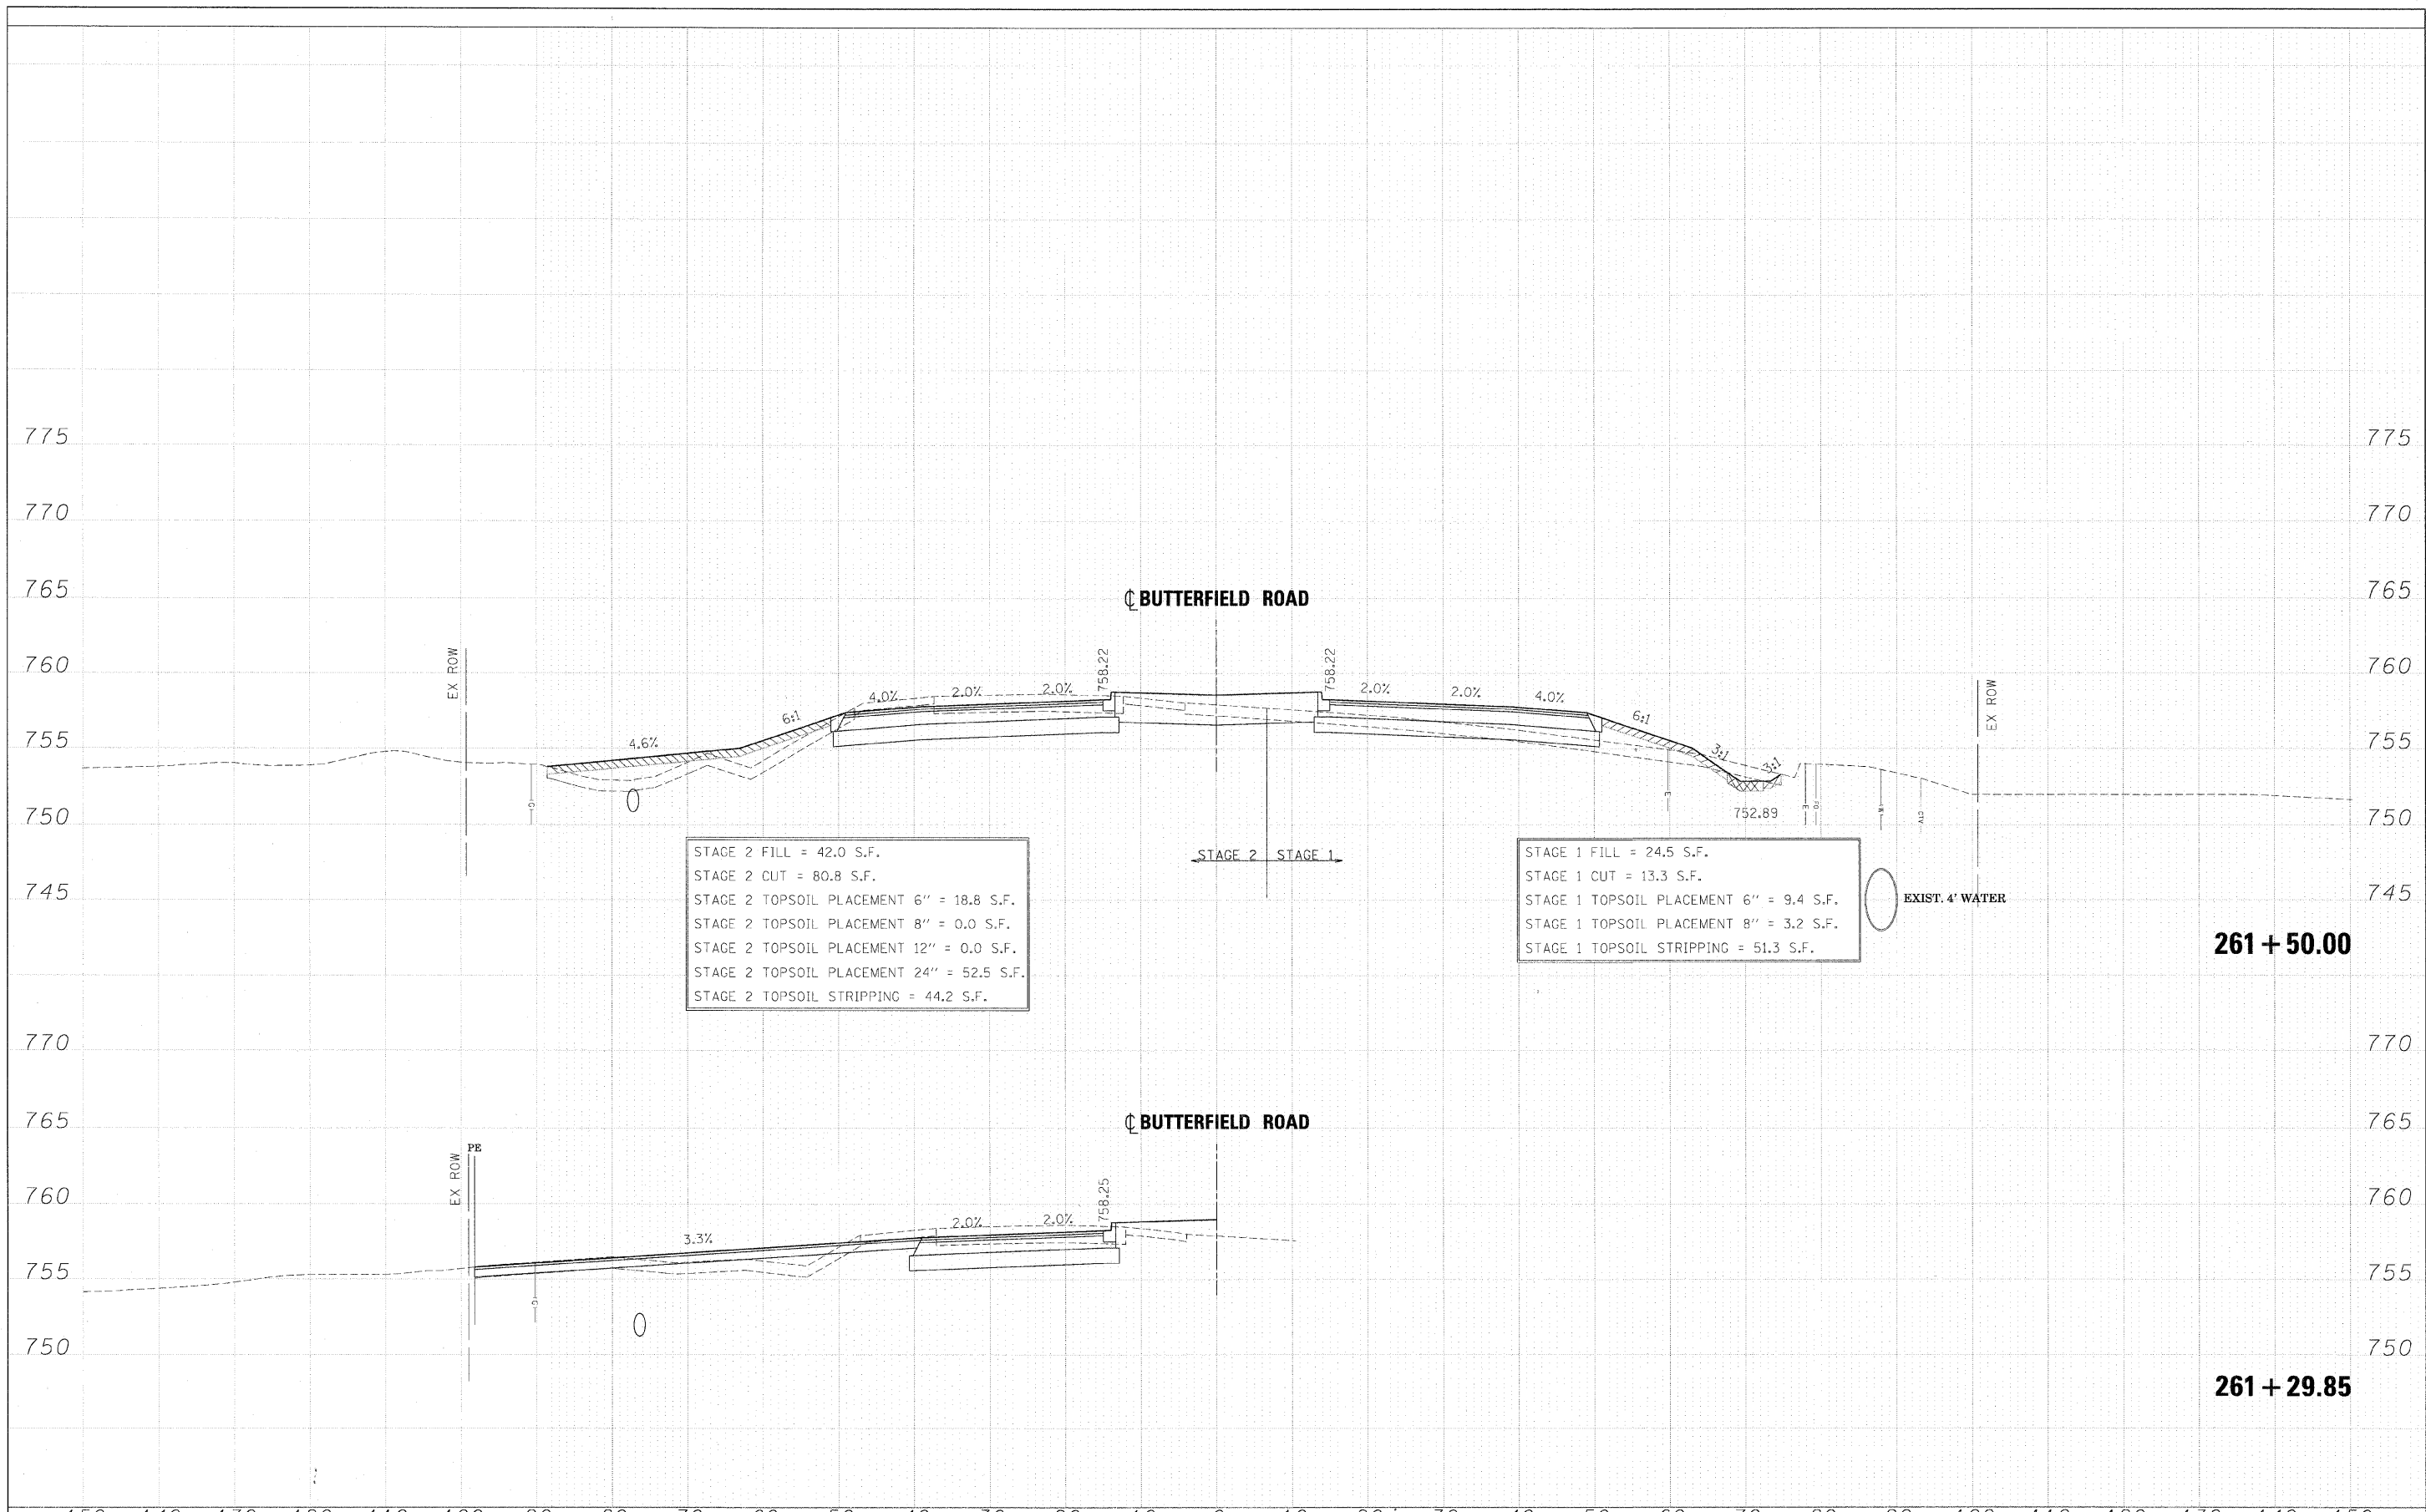 775 775
770 770
765 765
℄ BUTTERFIELD ROAD
760 760
EX ROW
EX ROW
758.22
758.22
4.0% 2.0% 2.0%
2.0% 2.0% 4.0%
6:1
6:1
4.6%
3:1
3:1
755 755
752.89
750 750
STAGE 2 STAGE 1
STAGE 2 FILL = 42.0 S.F.
STAGE 2 CUT = 80.8 S.F.
STAGE 2 TOPSOIL PLACEMENT 6" = 18.8 S.F.
STAGE 2 TOPSOIL PLACEMENT 8" = 0.0 S.F.
STAGE 2 TOPSOIL PLACEMENT 12" = 0.0 S.F.
STAGE 2 TOPSOIL PLACEMENT 24" = 52.5 S.F.
STAGE 2 TOPSOIL STRIPPING = 44.2 S.F.
STAGE 1 FILL = 24.5 S.F.
STAGE 1 CUT = 13.3 S.F.
STAGE 1 TOPSOIL PLACEMENT 6" = 9.4 S.F.
STAGE 1 TOPSOIL PLACEMENT 8" = 3.2 S.F.
STAGE 1 TOPSOIL STRIPPING = 51.3 S.F.
745 745
EXIST. 4' WATER
261 + 50.00
770 770
765 765
℄ BUTTERFIELD ROAD
PE
EX ROW
760 760
758.25
2.0% 2.0%
3.3%
755 755
750 750
261 + 29.85